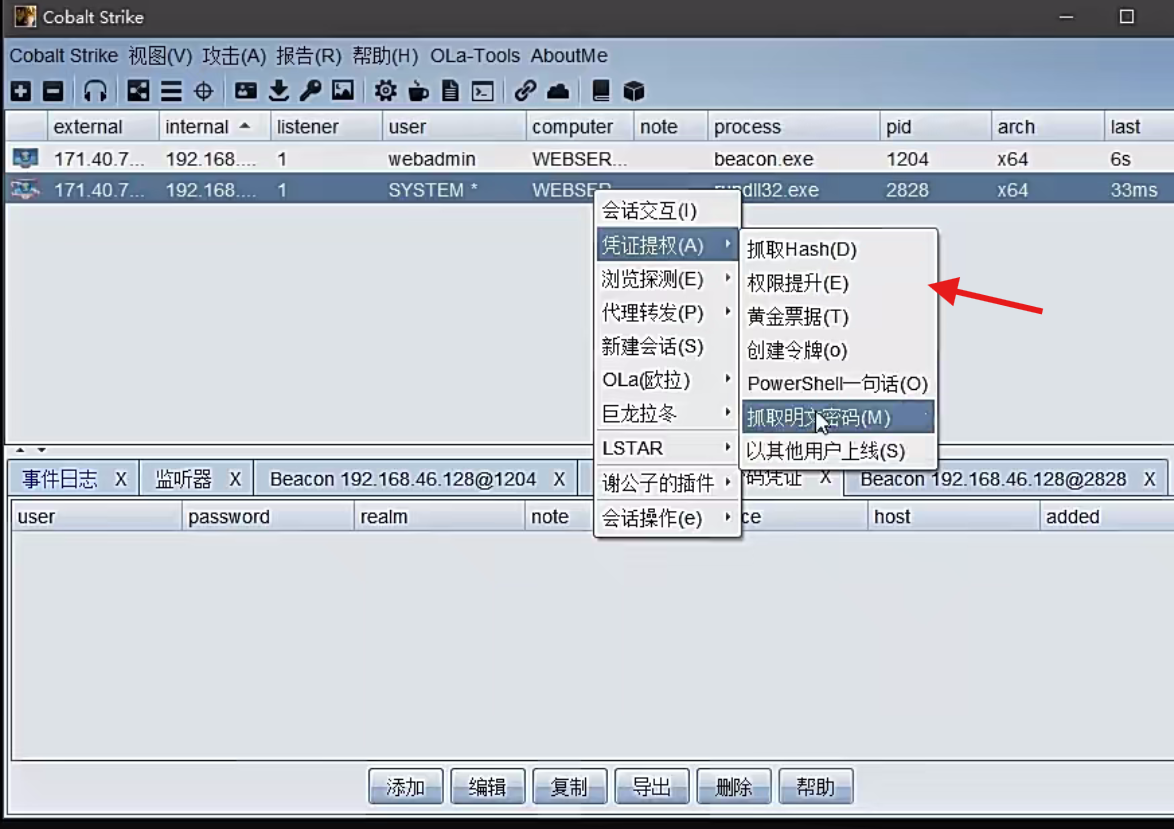 Cobalt Strike
Cobalt Strike 视图(V) 攻击(A) 报告(R) 帮助(H) OLa-Tools AboutMe
external internal listener user computer note process pid arch last
171.40.7... 192.168.... 1 webadmin WEBSER... beacon.exe 1204 x64 6s
171.40.7... 192.168.... 1 SYSTEM * WEBSER rundll32.exe 2828 x64 33ms
会话交互(I)
凭证提权(A)
浏览探测(E)
代理转发(P)
新建会话(S)
OLa(欧拉)
巨龙拉冬
LSTAR
谢公子的插件
会话操作(e)
抓取Hash(D)
权限提升(E)
黄金票据(T)
创建令牌(o)
PowerShell一句话(O)
抓取明文密码(M)
以其他用户上线(S)
事件日志 X 监听器 X Beacon 192.168.46.128@1204 X 码凭证 X Beacon 192.168.46.128@2828 X
user password realm note ce host added
添加 编辑 复制 导出 删除 帮助